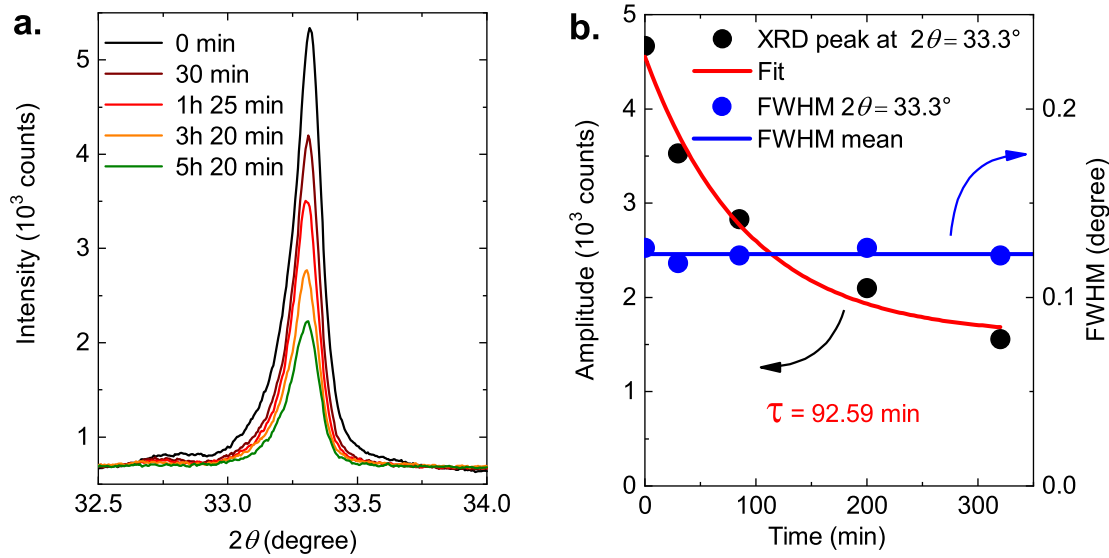 a.
0 min
30 min
1h 25 min
3h 20 min
5h 20 min
5
4
3
2
1
Intensity (10³ counts)
32.5 33.0 33.5 34.0
2θ (degree)
b.
XRD peak at 2θ = 33.3°
Fit
FWHM 2θ = 33.3°
FWHM mean
τ = 92.59 min
5
4
3
2
1
0
Amplitude (10³ counts)
0.2
0.1
0.0
FWHM (degree)
0 100 200 300
Time (min)